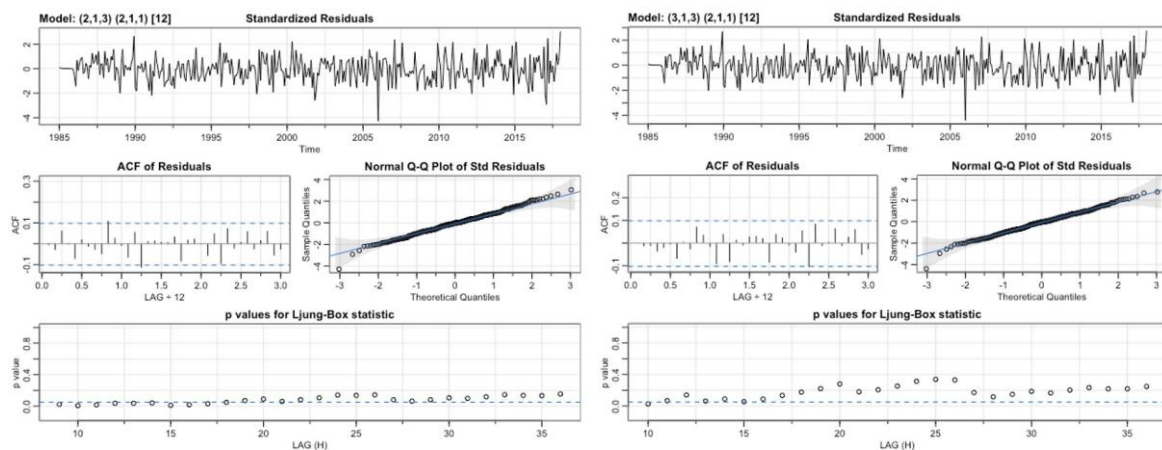 Model: (2,1,3) (2,1,1) [12] Standardized Residuals
2
0
-2
-4
1985 1990 1995 2000 2005 2010 2015
Time
ACF of Residuals
ACF
0.3
0.1
-0.1
0.0 0.5 1.0 1.5 2.0 2.5 3.0
LAG ÷ 12
Normal Q-Q Plot of Std Residuals
Sample Quantiles
4
2
0
-2
-4
-3 -2 -1 0 1 2 3
Theoretical Quantiles
p values for Ljung-Box statistic
p value
0.8
0.4
0.0
10 15 20 25 30 35
LAG (H)
Model: (3,1,3) (2,1,1) [12] Standardized Residuals
2
0
-2
-4
1985 1990 1995 2000 2005 2010 2015
Time
ACF of Residuals
ACF
0.2
-0.1
0.0 0.5 1.0 1.5 2.0 2.5 3.0
LAG ÷ 12
Normal Q-Q Plot of Std Residuals
Sample Quantiles
4
2
0
-2
-4
-3 -2 -1 0 1 2 3
Theoretical Quantiles
p values for Ljung-Box statistic
p value
0.8
0.4
0.0
10 15 20 25 30 35
LAG (H)